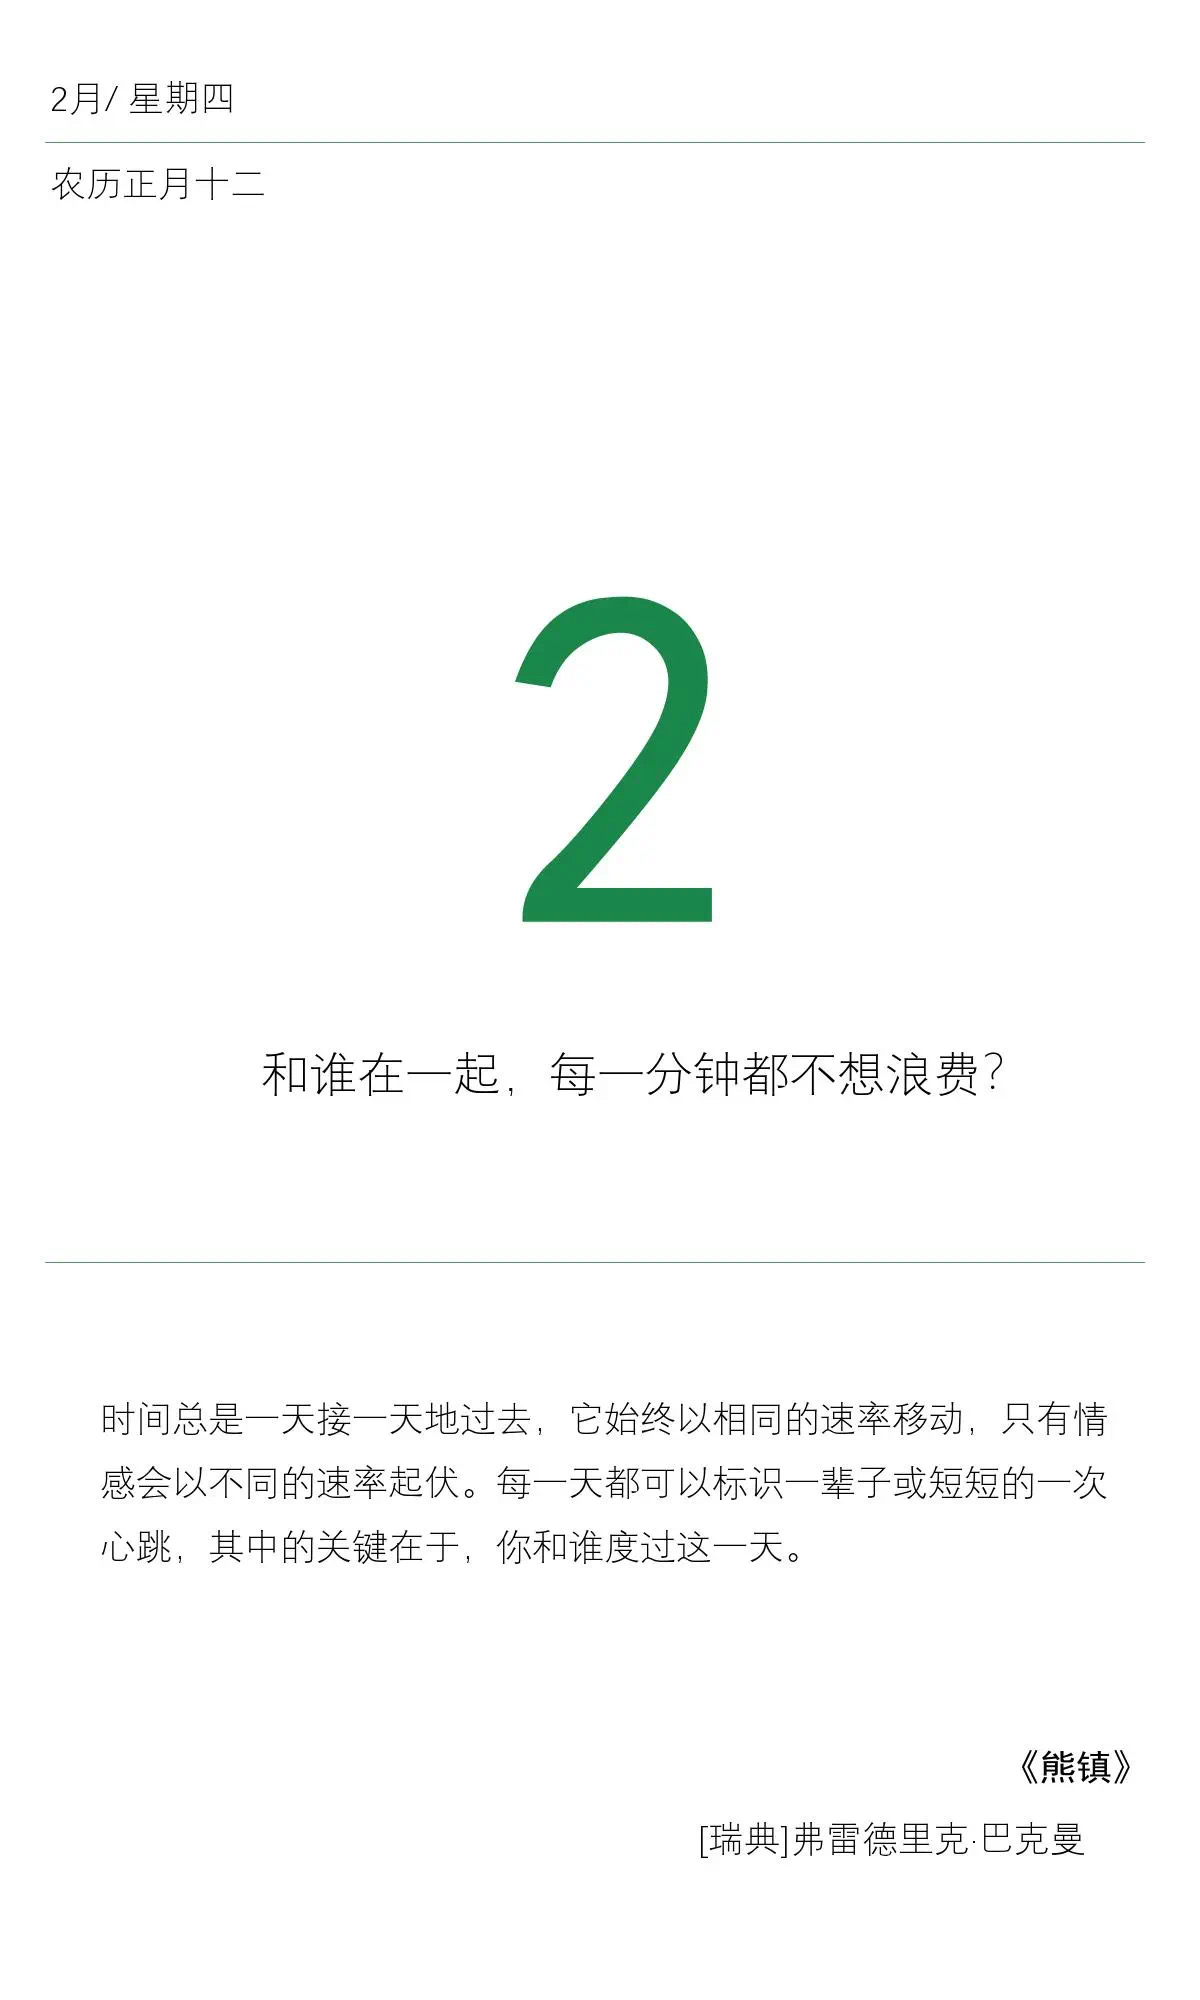 2月/ 星期四
农历正月十二
2
和谁在一起，每一分钟都不想浪费？
时间总是一天接一天地过去，它始终以相同的速率移动，只有情
感会以不同的速率起伏。每一天都可以标识一辈子或短短的一次
心跳，其中的关键在于，你和谁度过这一天。
《熊镇》
[瑞典]弗雷德里克·巴克曼